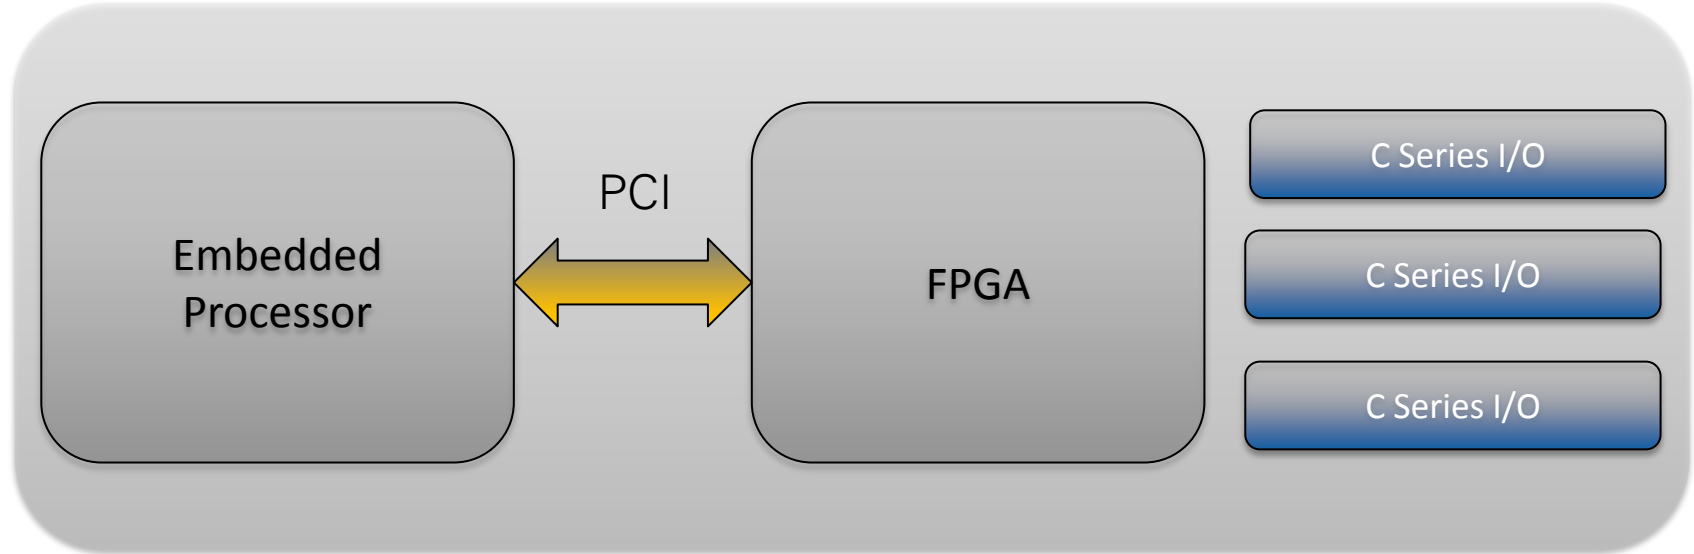 Embedded
Processor
PCI
FPGA
C Series I/O
C Series I/O
C Series I/O